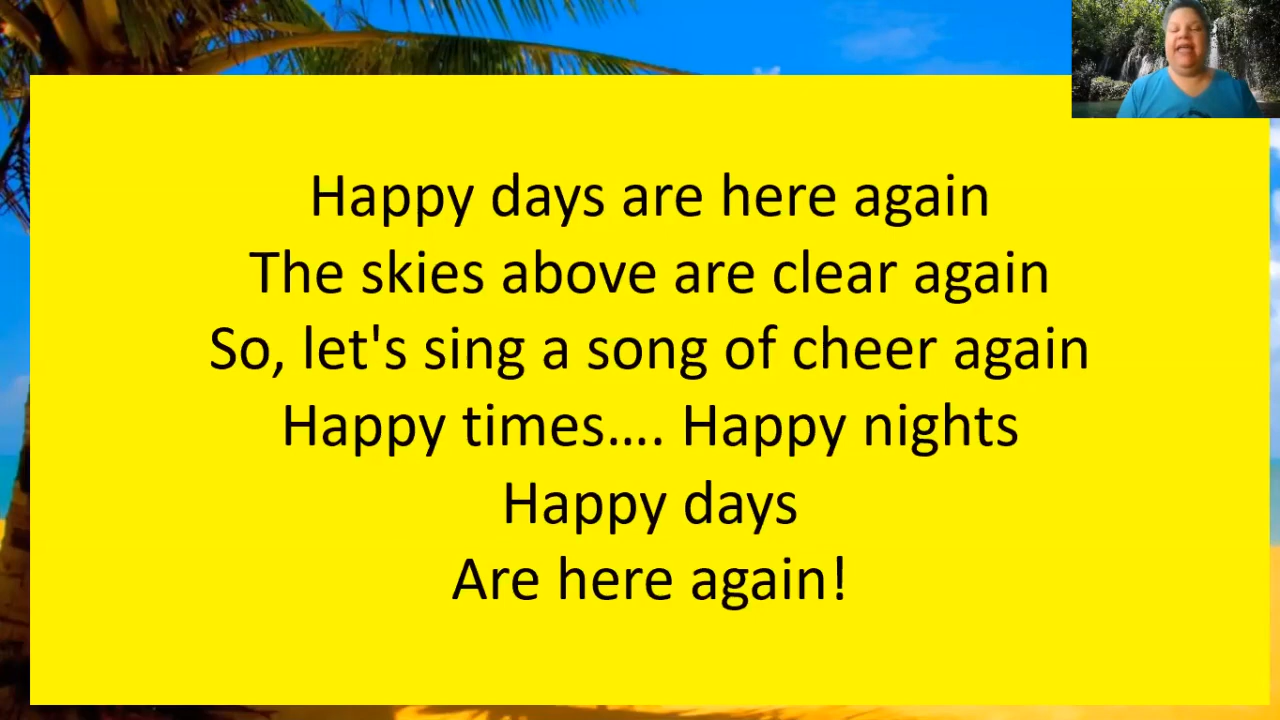 Happy days are here again
The skies above are clear again
So, let's sing a song of cheer again
Happy times.... Happy nights
Happy days
Are here again!